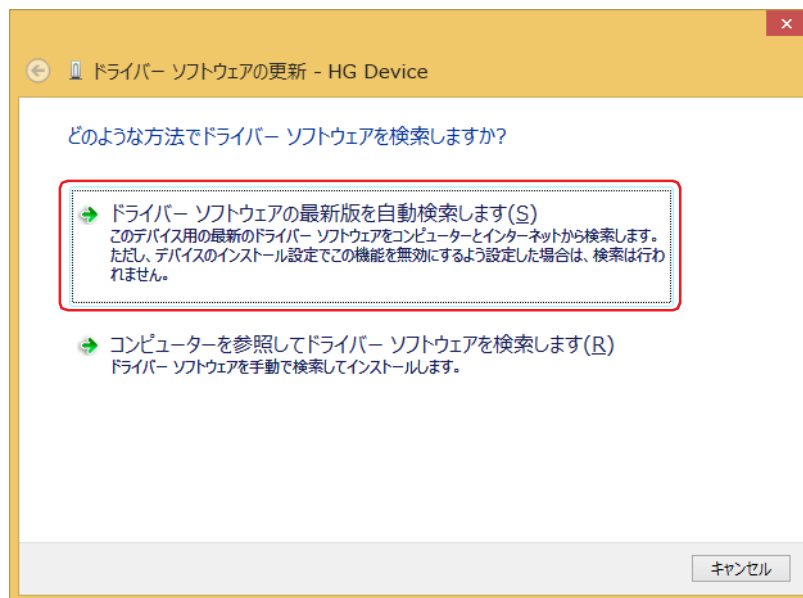 ドライバー ソフトウェアの更新 - HG Device
どのような方法でドライバー ソフトウェアを検索しますか?
ドライバー ソフトウェアの最新版を自動検索します(S)
このデバイス用の最新のドライバー ソフトウェアをコンピューターとインターネットから検索します。
ただし、デバイスのインストール設定でこの機能を無効にするよう設定した場合は、検索は行わ
れません。
コンピューターを参照してドライバー ソフトウェアを検索します(R)
ドライバー ソフトウェアを手動で検索してインストールします。
キャンセル